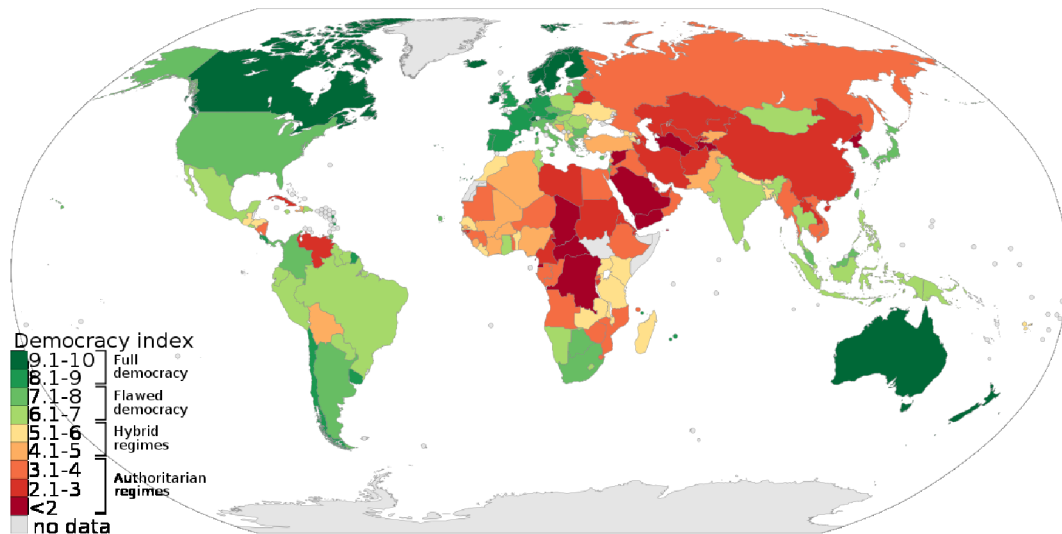 Democracy index
9.1-10
Full
democracy
8.1-9
7.1-8
Flawed
democracy
6.1-7
5.1-6
Hybrid
regimes
4.1-5
3.1-4
Authoritarian
regimes
2.1-3
<2
no data